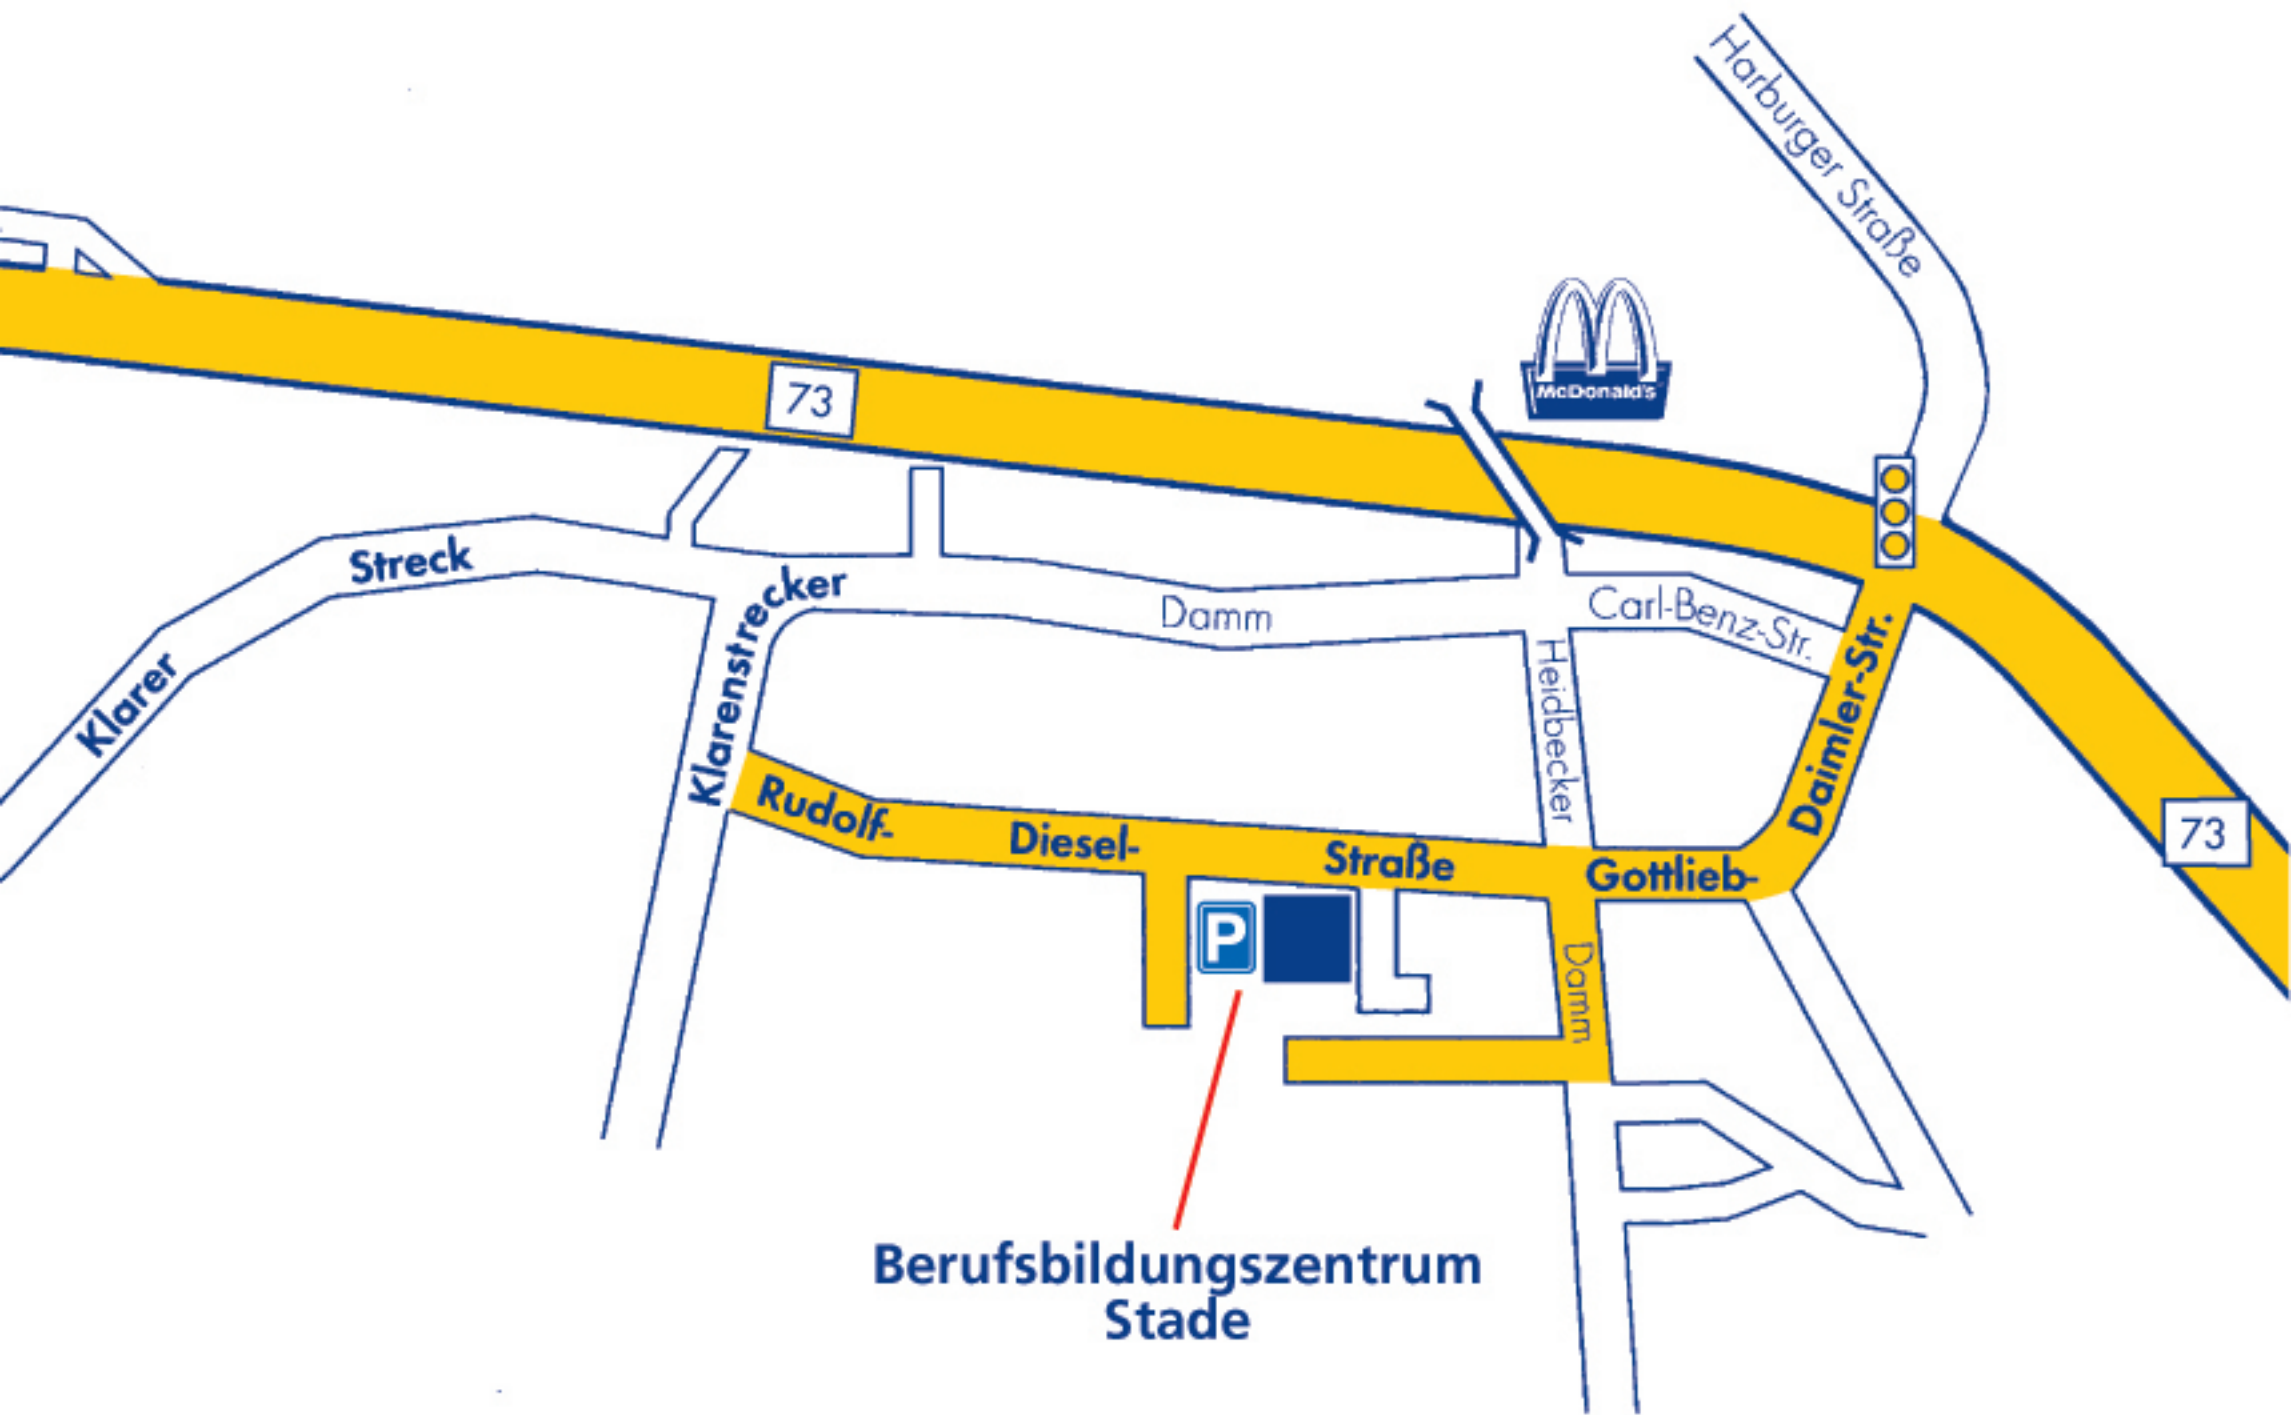 Harburger Straße
73
McDonald's
Streck
Klarenstrecker
Damm
Carl-Benz-Str.
Klarer
Heidbecker
Daimler-Str.
Rudolf-
Diesel-
Straße
Gottlieb-
73
P
Damm
Berufsbildungszentrum
Stade